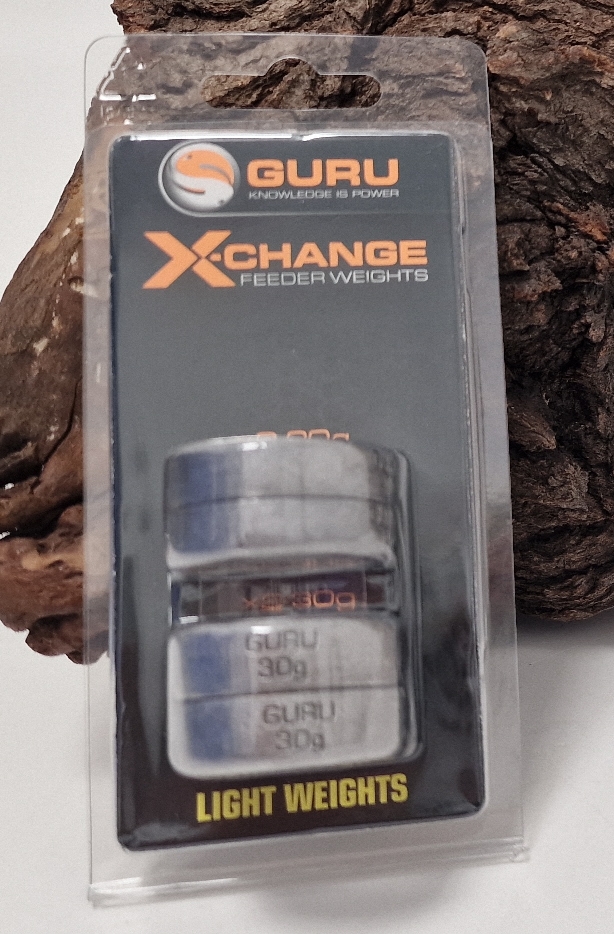 GURU
KNOWLEDGE IS POWER
X-CHANGE
FEEDER WEIGHTS
30g
GURU
30g
GURU
30g
LIGHT WEIGHTS